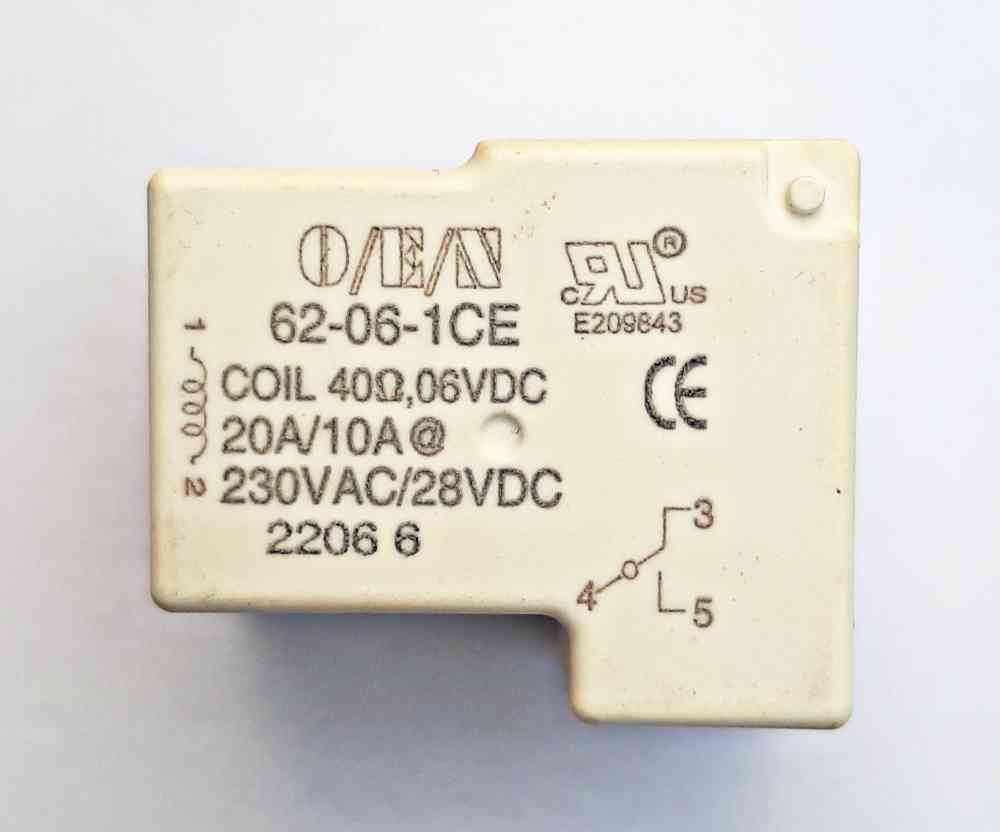 O/E/N
62-06-1CE
COIL 40Ω,06VDC
20A/10A@
230VAC/28VDC
2206 6
1
2
RU®
C US
E209843
CE
3
4
5